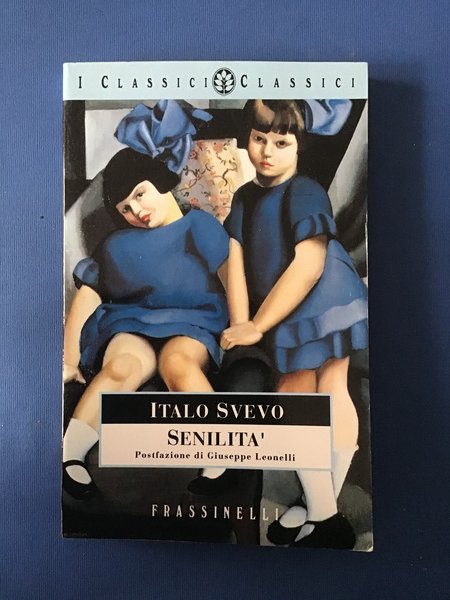 I CLASSICI CLASSICI
ITALO SVEVO
SENILITA'
Postfazione di Giuseppe Leonelli
FRASSINELLI